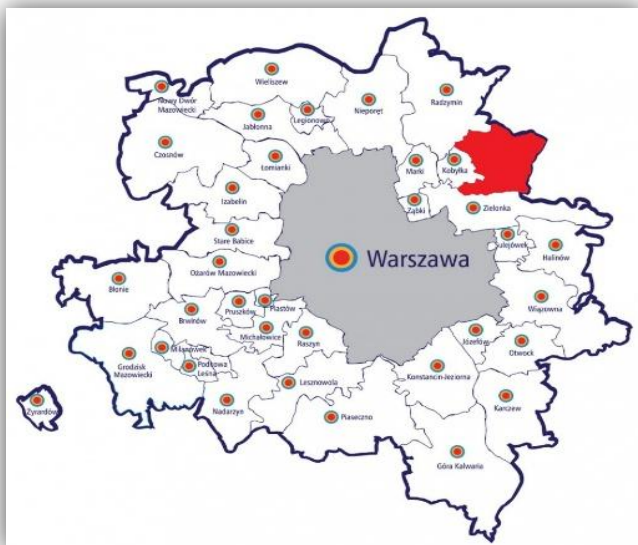 Wieliszew
Nowy Dwór
Mazowiecki
Legionowo
Nieporęt
Radzymin
Jabłonna
Czosnów
Łomianki
Marki
Kobyłka
Izabelin
Ząbki
Zielonka
Stare Babice
Sulejówek
Halinów
Warszawa
Ożarów Mazowiecki
Błonie
Wiązowna
Pruszków
Piastów
Brwinów
Michałowice
Raszyn
Józefów
Otwock
Milanówek
Grodzisk
Mazowiecki
Podkowa
Leśna
Lesznowola
Konstancin-Jeziorna
Karczew
Żyrardów
Nadarzyn
Piaseczno
Góra Kalwaria